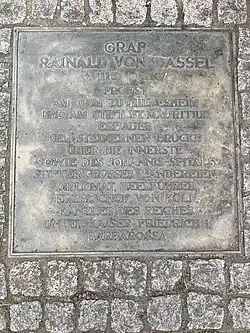 GRAF
RAINALD VON DASSEL
PROBST
AM DOM ZU HILDESHEIM
UND AM STIFT ST. MAURITIUS
ERBAUER
DER STEINERNEN BRÜCKE
ÜBER DIE INNERSTE
SOWIE DES JOHANNIS-SPITALS
STIFTER GROSSER LÄNDEREIEN
DIPLOMAT, HEERFÜHRER
ERZBISCHOF VON KÖLN
KANZLER DES REICHES
UNTER KAISER FRIEDRICH I
BARBAROSSA